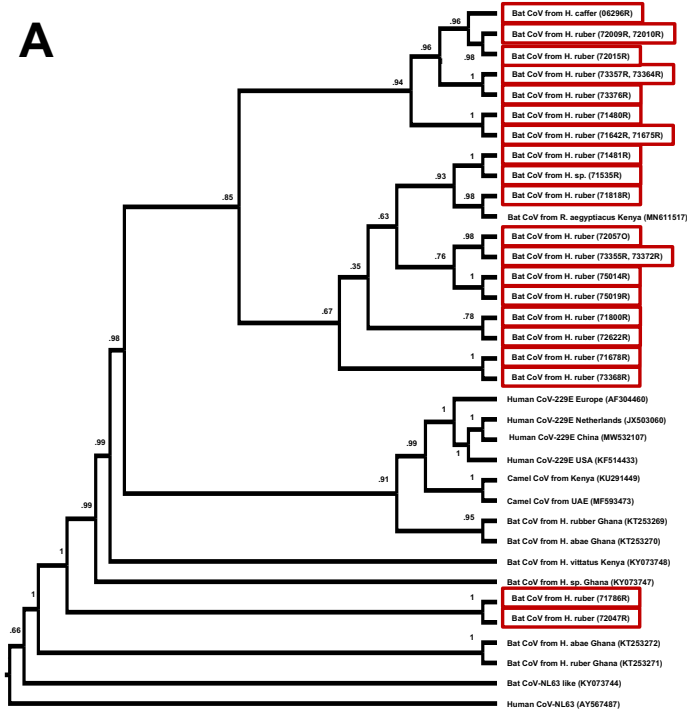 A
.96
Bat CoV from H. caffer (06296R)
Bat CoV from H. ruber (72009R, 72010R)
.96
.98
Bat CoV from H. ruber (72015R)
Bat CoV from H. ruber (73357R, 73364R)
1
.94
Bat CoV from H. ruber (73376R)
Bat CoV from H. ruber (71480R)
1
Bat CoV from H. ruber (71642R, 71675R)
Bat CoV from H. ruber (71481R)
1
Bat CoV from H. sp. (71535R)
.93
Bat CoV from H. ruber (71818R)
.98
.85
Bat CoV from R. aegyptiacus Kenya (MN611517)
.63
Bat CoV from H. ruber (72057O)
.98
Bat CoV from H. ruber (73355R, 73372R)
.76
.35
Bat CoV from H. ruber (75014R)
1
Bat CoV from H. ruber (75019R)
.67
Bat CoV from H. ruber (71800R)
.78
Bat CoV from H. ruber (72622R)
.98
Bat CoV from H. ruber (71678R)
1
Bat CoV from H. ruber (73368R)
Human CoV-229E Europe (AF304460)
1
Human CoV-229E Netherlands (JX503060)
1
Human CoV-229E China (MW532107)
.99
1
Human CoV-229E USA (KF514433)
.99
.91
Camel CoV from Kenya (KU291449)
1
Camel CoV from UAE (MF593473)
.99
Bat CoV from H. rubber Ghana (KT253269)
.95
Bat CoV from H. abae Ghana (KT253270)
1
Bat CoV from H. vittatus Kenya (KY073748)
Bat CoV from H. sp. Ghana (KY073747)
1
Bat CoV from H. ruber (71786R)
1
Bat CoV from H. ruber (72047R)
.66
Bat CoV from H. abae Ghana (KT253272)
1
Bat CoV from H. ruber Ghana (KT253271)
Bat CoV-NL63 like (KY073744)
Human CoV-NL63 (AY567487)